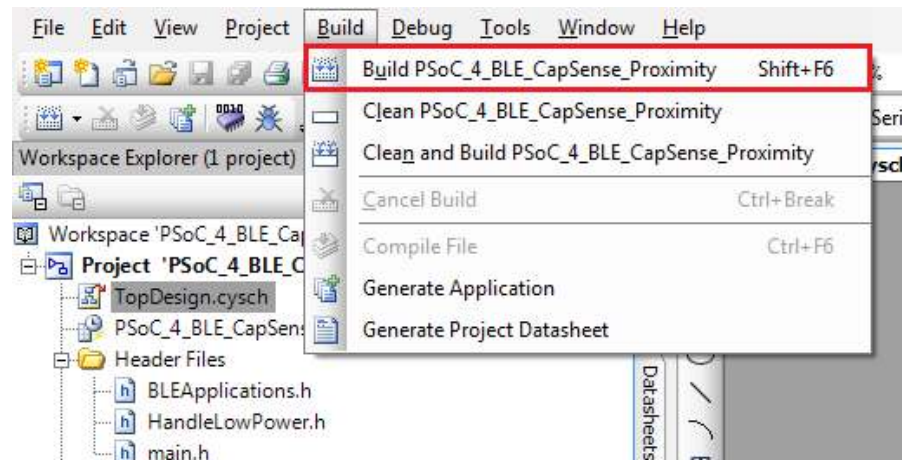 File Edit View Project Build Debug Tools Window Help
Build PSoC_4_BLE_CapSense_Proximity Shift+F6
Clean PSoC_4_BLE_CapSense_Proximity
Clean and Build PSoC_4_BLE_CapSense_Proximity
Cancel Build Ctrl+Break
Compile File Ctrl+F6
Generate Application
Generate Project Datasheet
Workspace Explorer (1 project)
Workspace 'PSoC_4_BLE_Cap
Project 'PSoC_4_BLE_C
TopDesign.cysch
PSoC_4_BLE_CapSens
Header Files
BLEApplications.h
HandleLowPower.h
main.h
Datasheets